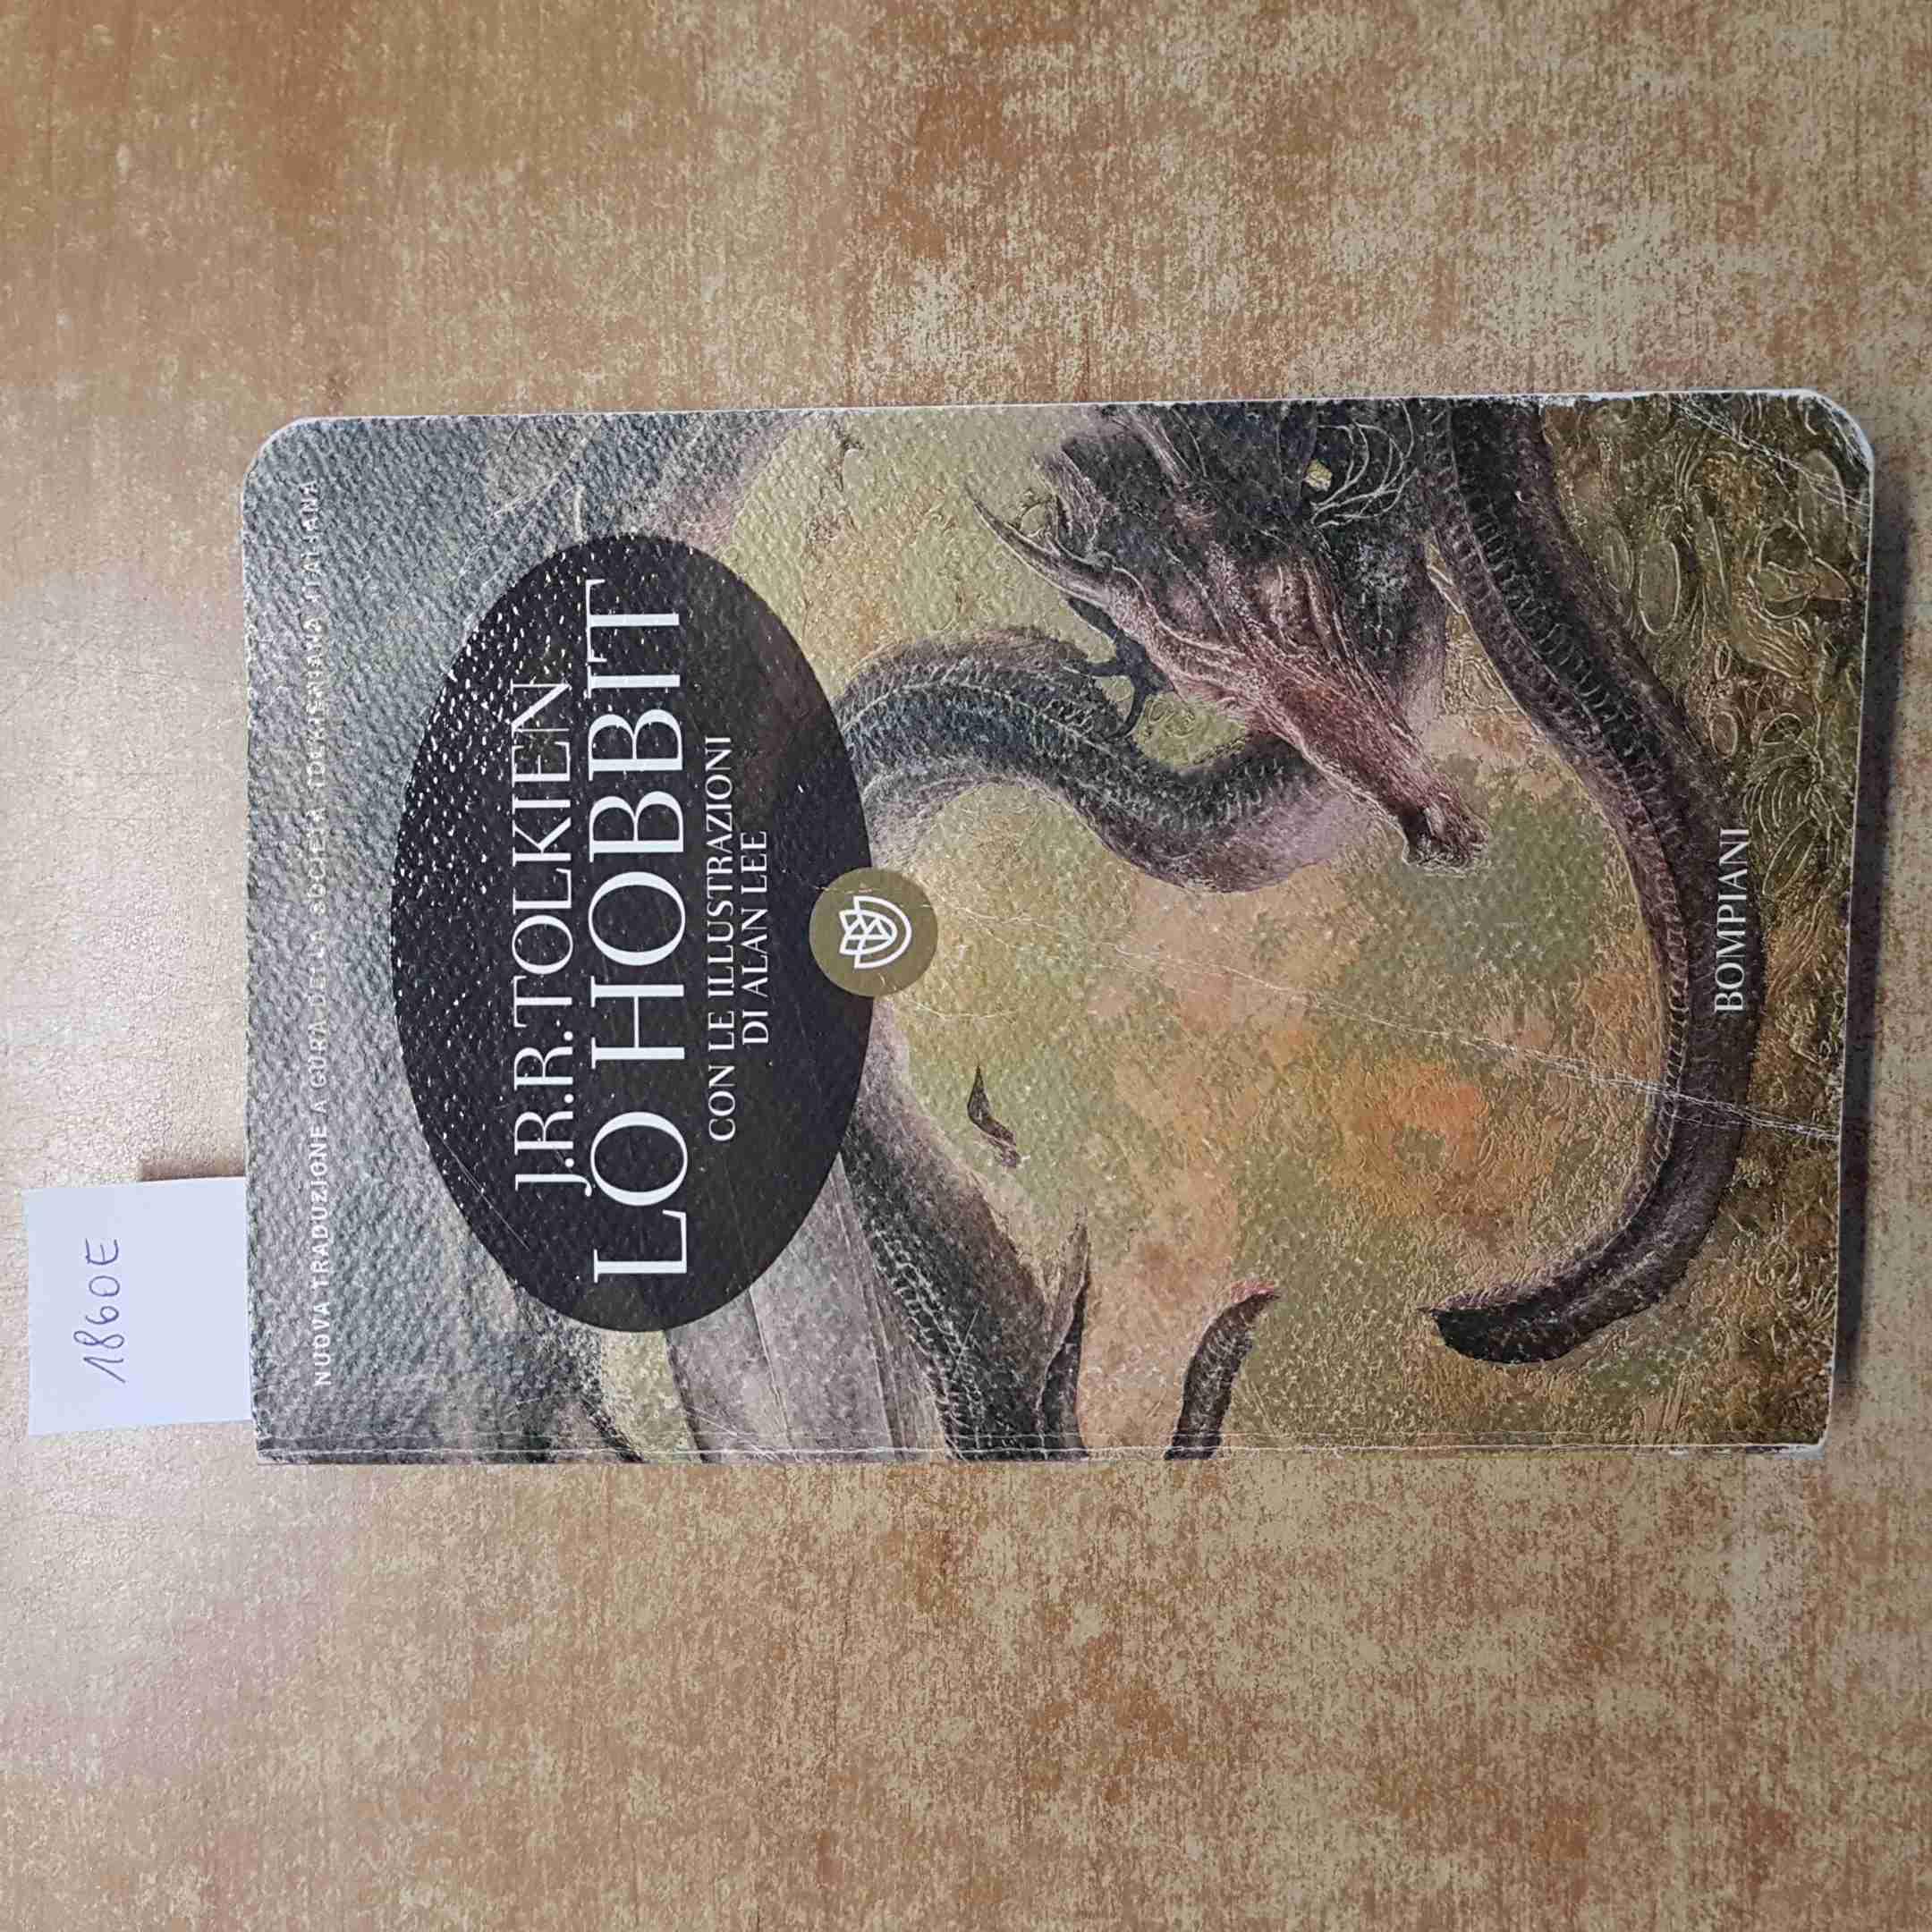 1860E
NUOVA TRADUZIONE A CURA DELLA SOCIETÀ TOLKIENIANA ITALIANA
J.R.R. TOLKIEN
LO HOBBIT
CON LE ILLUSTRAZIONI
DI ALAN LEE
BOMPIANI